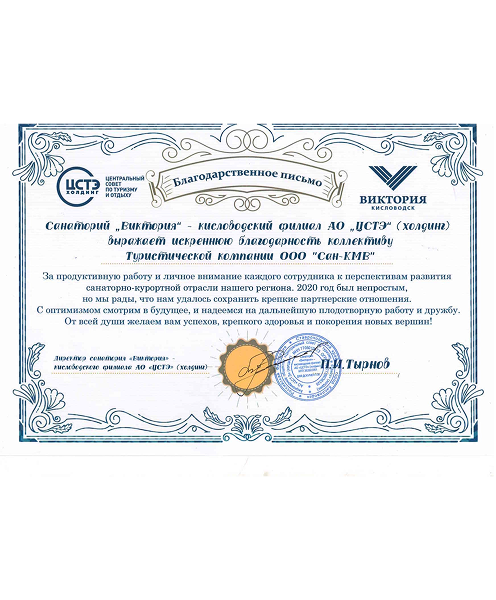 ЦСТЭ
ХОЛДИНГ
ЦЕНТРАЛЬНЫЙ
СОВЕТ
ПО ТУРИЗМУ
И ОТДЫХУ
Благодарственное письмо
ВИКТОРИЯ
КИСЛОВОДСК
Санаторий „Виктория“ - кисловодский филиал АО „ЦСТЭ“ (холдинг)
выражает искреннюю благодарность коллективу
Туристической компании ООО "Сан-КМВ"
За продуктивную работу и личное внимание каждого сотрудника к перспективам развития
санаторно-курортной отрасли нашего региона. 2020 год был непростым,
но мы рады, что нам удалось сохранить крепкие партнерские отношения.
С оптимизмом смотрим в будущее, и надеемся на дальнейшую плодотворную работу и дружбу.
От всей души желаем вам успехов, крепкого здоровья и покорения новых вершин!
Директор санатория «Виктория» -
кисловодского филиала АО «ЦСТЭ» (холдинг)
П.И.Тырнов